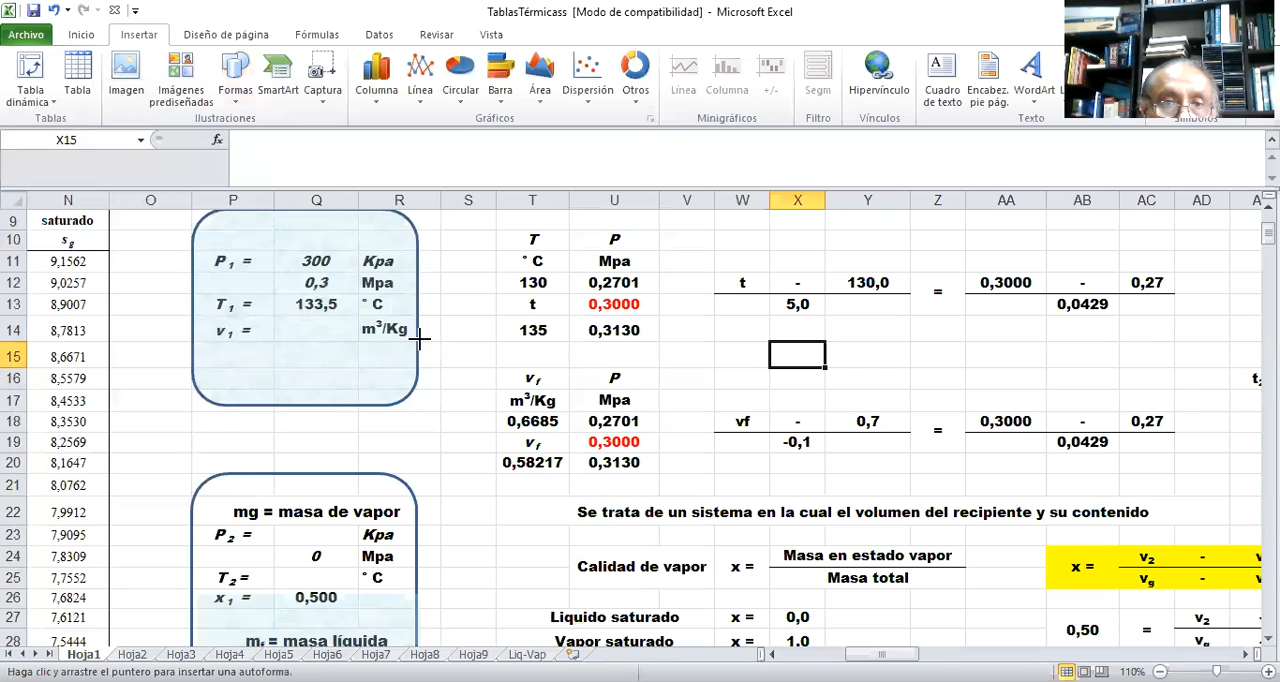 TablasTérmicass [Modo de compatibilidad] - Microsoft Excel
Archivo Inicio Insertar Diseño de página Fórmulas Datos Revisar Vista
Tabla dinámica Tabla Imagen Imágenes prediseñadas Formas SmartArt Captura Columna Línea Circular Barra Área Dispersión Otros Línea Columna +/- Segm Hipervínculo Cuadro de texto Encabez. pie pág. WordArt
Tablas Ilustraciones Gráficos Minigráficos Filtro Vínculos Texto Símbolos
X15 fx
N O P Q R S T U V W X Y Z AA AB AC AD
9 saturado
10 s g T P
11 9,1562 P 1 = 300 Kpa ° C Mpa
12 9,0257 0,3 Mpa 130 0,2701 t - 130,0 = 0,3000 - 0,27
13 8,9007 T 1 = 133,5 ° C t 0,3000 5,0 0,0429
14 8,7813 v 1 = m3/Kg 135 0,3130
15 8,6671
16 8,5579 v f P
17 8,4533 m3/Kg Mpa
18 8,3530 0,6685 0,2701 vf - 0,7 = 0,3000 - 0,27
19 8,2569 v f 0,3000 -0,1 0,0429
20 8,1647 0,58217 0,3130
21 8,0762
22 7,9912 mg = masa de vapor Se trata de un sistema en la cual el volumen del recipiente y su contenido
23 7,9095 P 2 = Kpa
24 7,8309 0 Mpa Calidad de vapor x = Masa en estado vapor x = v2 -
25 7,7552 T 2 = ° C Masa total vg -
26 7,6824 x 1 = 0,500
27 7,6121 Liquido saturado x = 0,0 0,50 = v2
28 7,5444 mf = masa líquida Vapor saturado x = 1.0
Hoja1 Hoja2 Hoja3 Hoja4 Hoja5 Hoja6 Hoja7 Hoja8 Hoja9 Liq-Vap
Haga clic y arrastre el puntero para insertar una autoforma. 110%